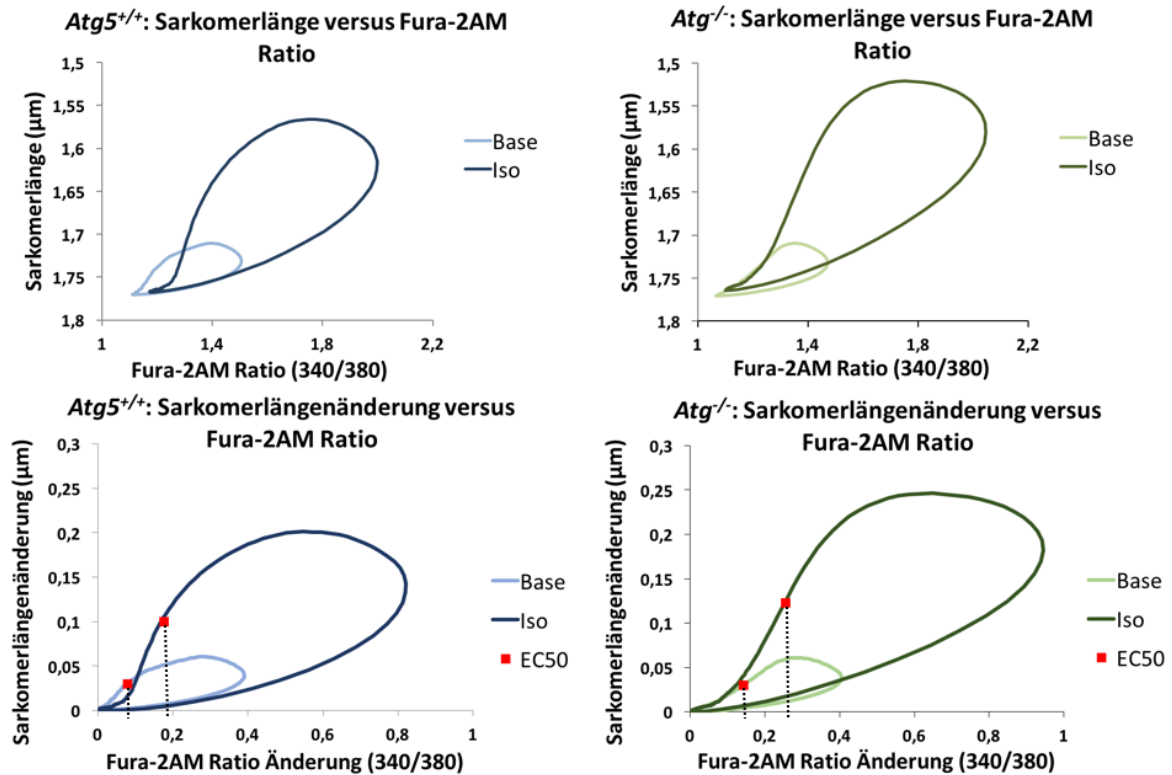 Atg5+/+: Sarkomerlänge versus Fura-2AM
Ratio
Sarkomerlänge (µm)
1,5
1,55
1,6
1,65
1,7
1,75
1,8
1
1,4
1,8
2,2
Fura-2AM Ratio (340/380)
Base
Iso
Atg-/-: Sarkomerlänge versus Fura-2AM
Ratio
Sarkomerlänge (µm)
1,5
1,55
1,6
1,65
1,7
1,75
1,8
1
1,4
1,8
2,2
Fura-2AM Ratio (340/380)
Base
Iso
Atg5+/+: Sarkomerlängenänderung versus
Fura-2AM Ratio
Sarkomerlängenänderung (µm)
0,3
0,25
0,2
0,15
0,1
0,05
0
0
0,2
0,4
0,6
0,8
1
Fura-2AM Ratio Änderung (340/380)
Base
Iso
EC50
Atg-/-: Sarkomerlängenänderung versus
Fura-2AM Ratio
Sarkomerlängenänderung (µm)
0,3
0,25
0,2
0,15
0,1
0,05
0
0
0,2
0,4
0,6
0,8
1
Fura-2AM Ratio Änderung (340/380)
Base
Iso
EC50